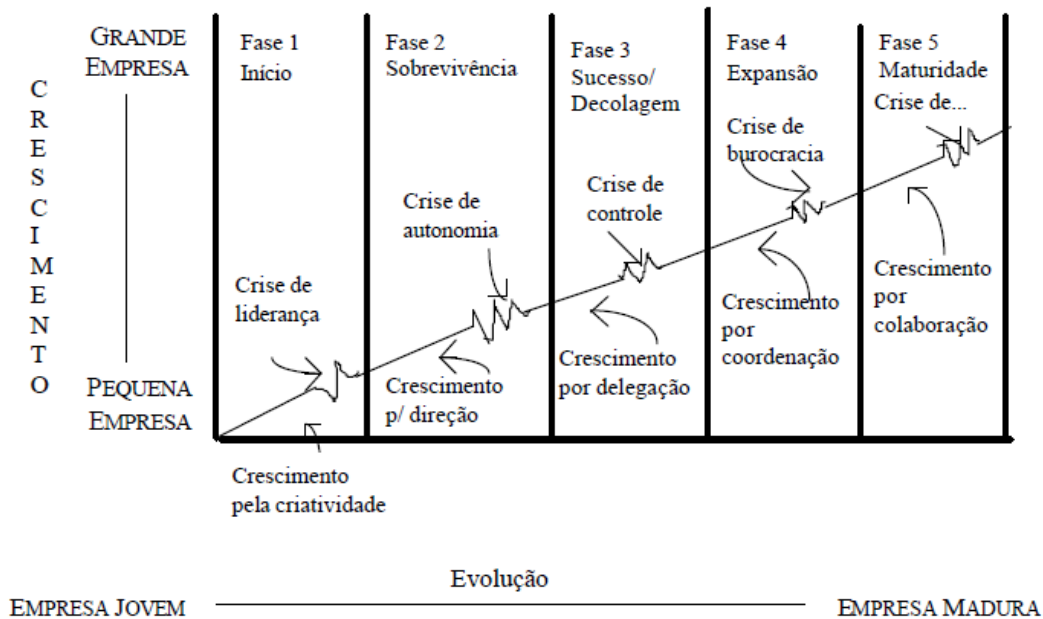 GRANDE
EMPRESA
C
R
E
S
C
I
M
E
N
T
O
PEQUENA
EMPRESA
Fase 1
Início
Crise de
liderança
Crescimento
pela criatividade
Fase 2
Sobrevivência
Crise de
autonomia
Crescimento
p/ direção
Fase 3
Sucesso/
Decolagem
Crise de
controle
Crescimento
por delegação
Fase 4
Expansão
Crise de
burocracia
Crescimento
por
coordenação
Fase 5
Maturidade
Crise de...
Crescimento
por
colaboração
Evolução
EMPRESA JOVEM
EMPRESA MADURA